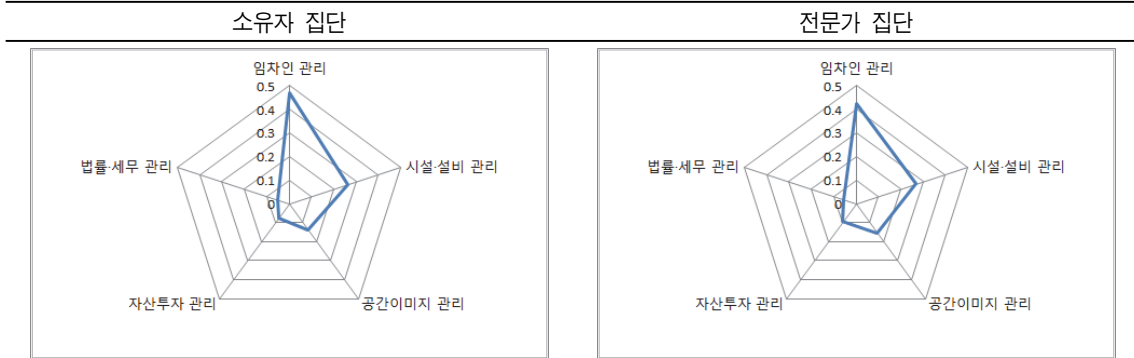 소유자 집단
전문가 집단
임차인 관리
0.5
0.4
0.3
0.2
0.1
0
법률·세무 관리
시설·설비 관리
자산투자 관리
공간이미지 관리
임차인 관리
0.5
0.4
0.3
0.2
0.1
0
법률·세무 관리
시설·설비 관리
자산투자 관리
공간이미지 관리